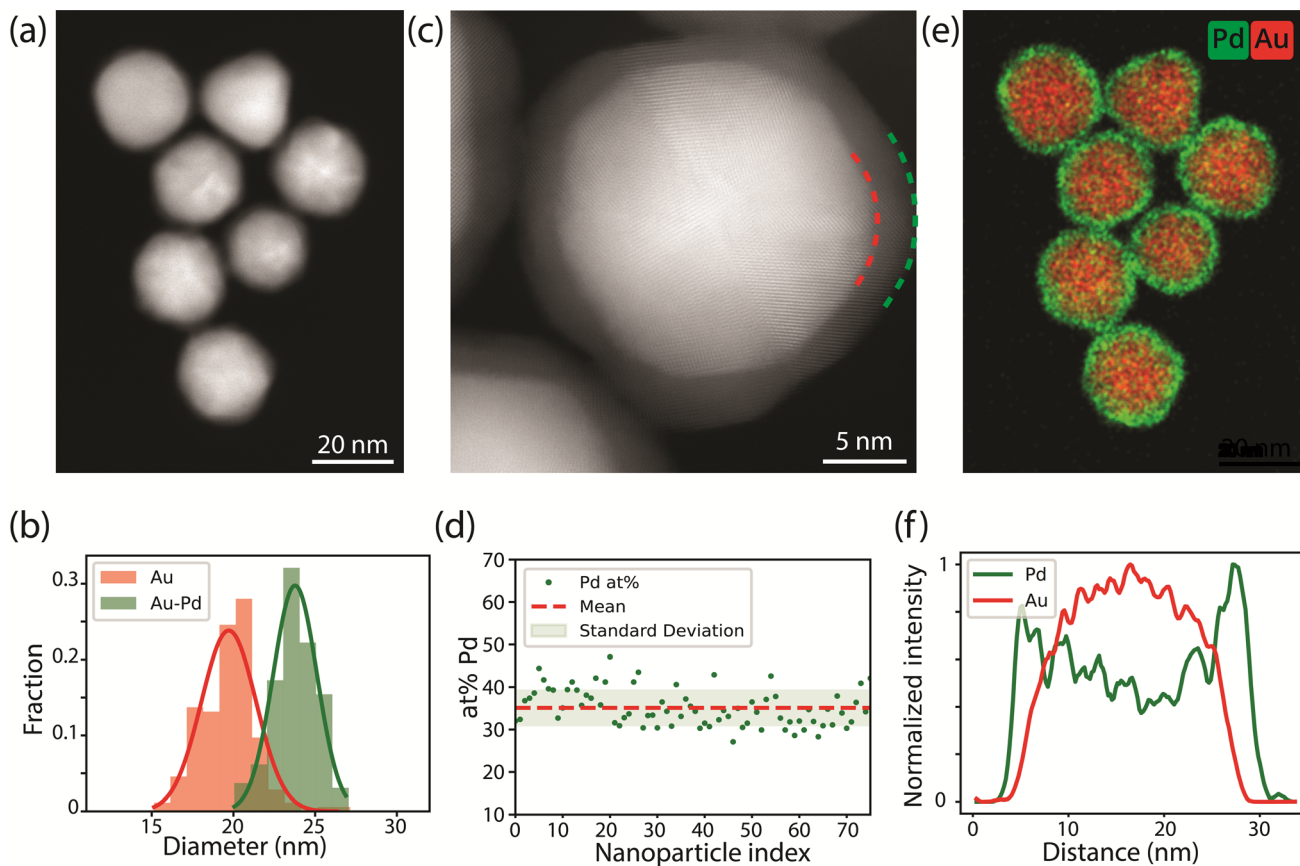 (a)
20 nm
(c)
5 nm
(e)
Pd Au
(b)
Au
Au-Pd
Fraction
0.3
0.2
0.1
0
15 20 25 30
Diameter (nm)
(d)
Pd at%
Mean
Standard Deviation
at% Pd
70
60
50
40
30
20
10
0 10 20 30 40 50 60 70
Nanoparticle index
(f)
Pd
Au
Normalized intensity
1
0
0 10 20 30
Distance (nm)